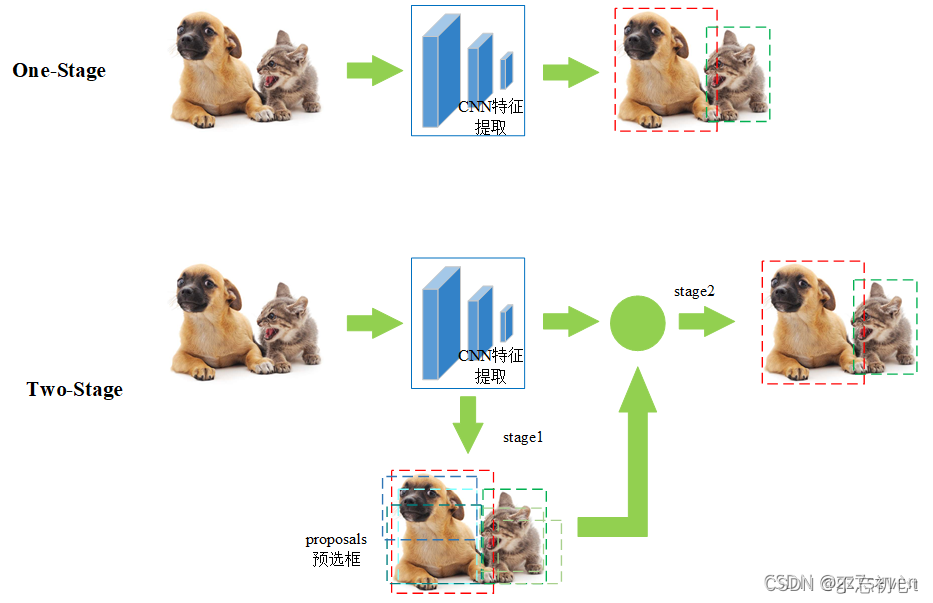 One-Stage
CNN特征
提取
stage2
CNN特征
提取
Two-Stage
stage1
proposals
预选框
CSDN